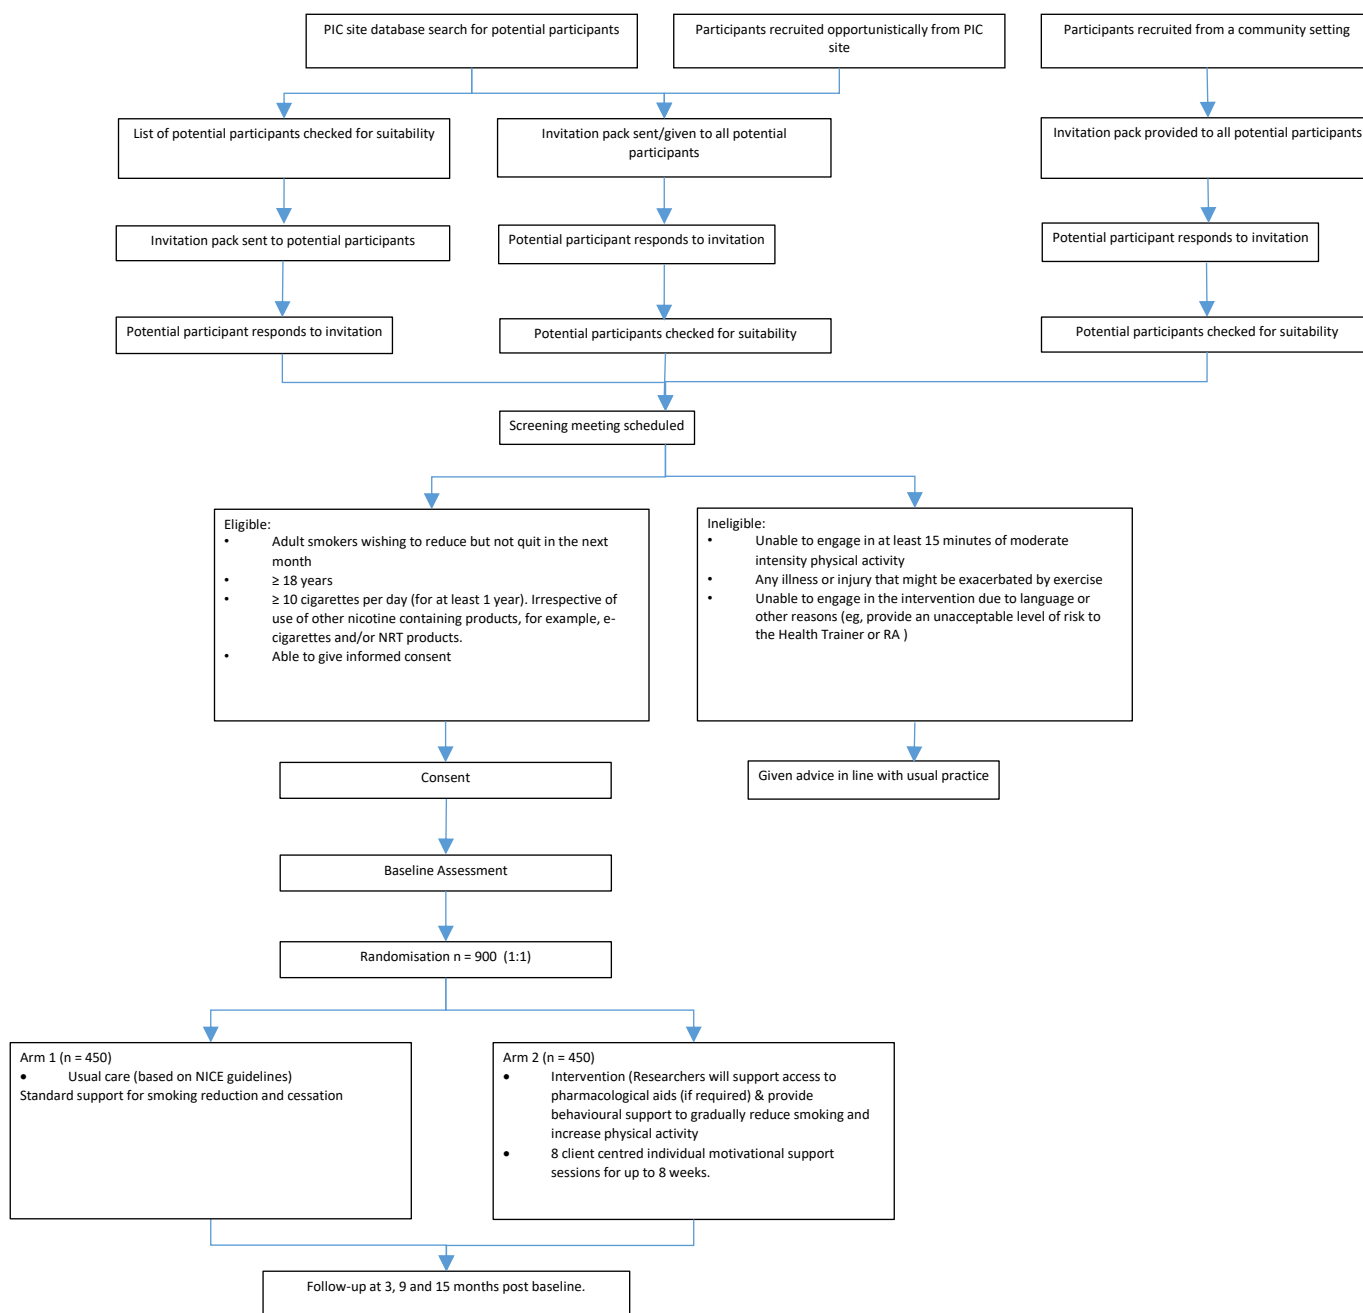 PIC site database search for potential participants
Participants recruited opportunistically from PIC
site
Participants recruited from a community setting
List of potential participants checked for suitability
Invitation pack sent/given to all potential
participants
Invitation pack provided to all potential participants
Invitation pack sent to potential participants
Potential participant responds to invitation
Potential participant responds to invitation
Potential participant responds to invitation
Potential participants checked for suitability
Potential participants checked for suitability
Screening meeting scheduled
Eligible:
• Adult smokers wishing to reduce but not quit in the next
month
• ≥ 18 years
• ≥ 10 cigarettes per day (for at least 1 year). Irrespective of
use of other nicotine containing products, for example, e-
cigarettes and/or NRT products.
• Able to give informed consent
Ineligible:
• Unable to engage in at least 15 minutes of moderate
intensity physical activity
• Any illness or injury that might be exacerbated by exercise
• Unable to engage in the intervention due to language or
other reasons (eg, provide an unacceptable level of risk to
the Health Trainer or RA )
Consent
Given advice in line with usual practice
Baseline Assessment
Randomisation n = 900 (1:1)
Arm 1 (n = 450)
• Usual care (based on NICE guidelines)
Standard support for smoking reduction and cessation
Arm 2 (n = 450)
• Intervention (Researchers will support access to
pharmacological aids (if required) & provide
behavioural support to gradually reduce smoking and
increase physical activity
• 8 client centred individual motivational support
sessions for up to 8 weeks.
Follow-up at 3, 9 and 15 months post baseline.